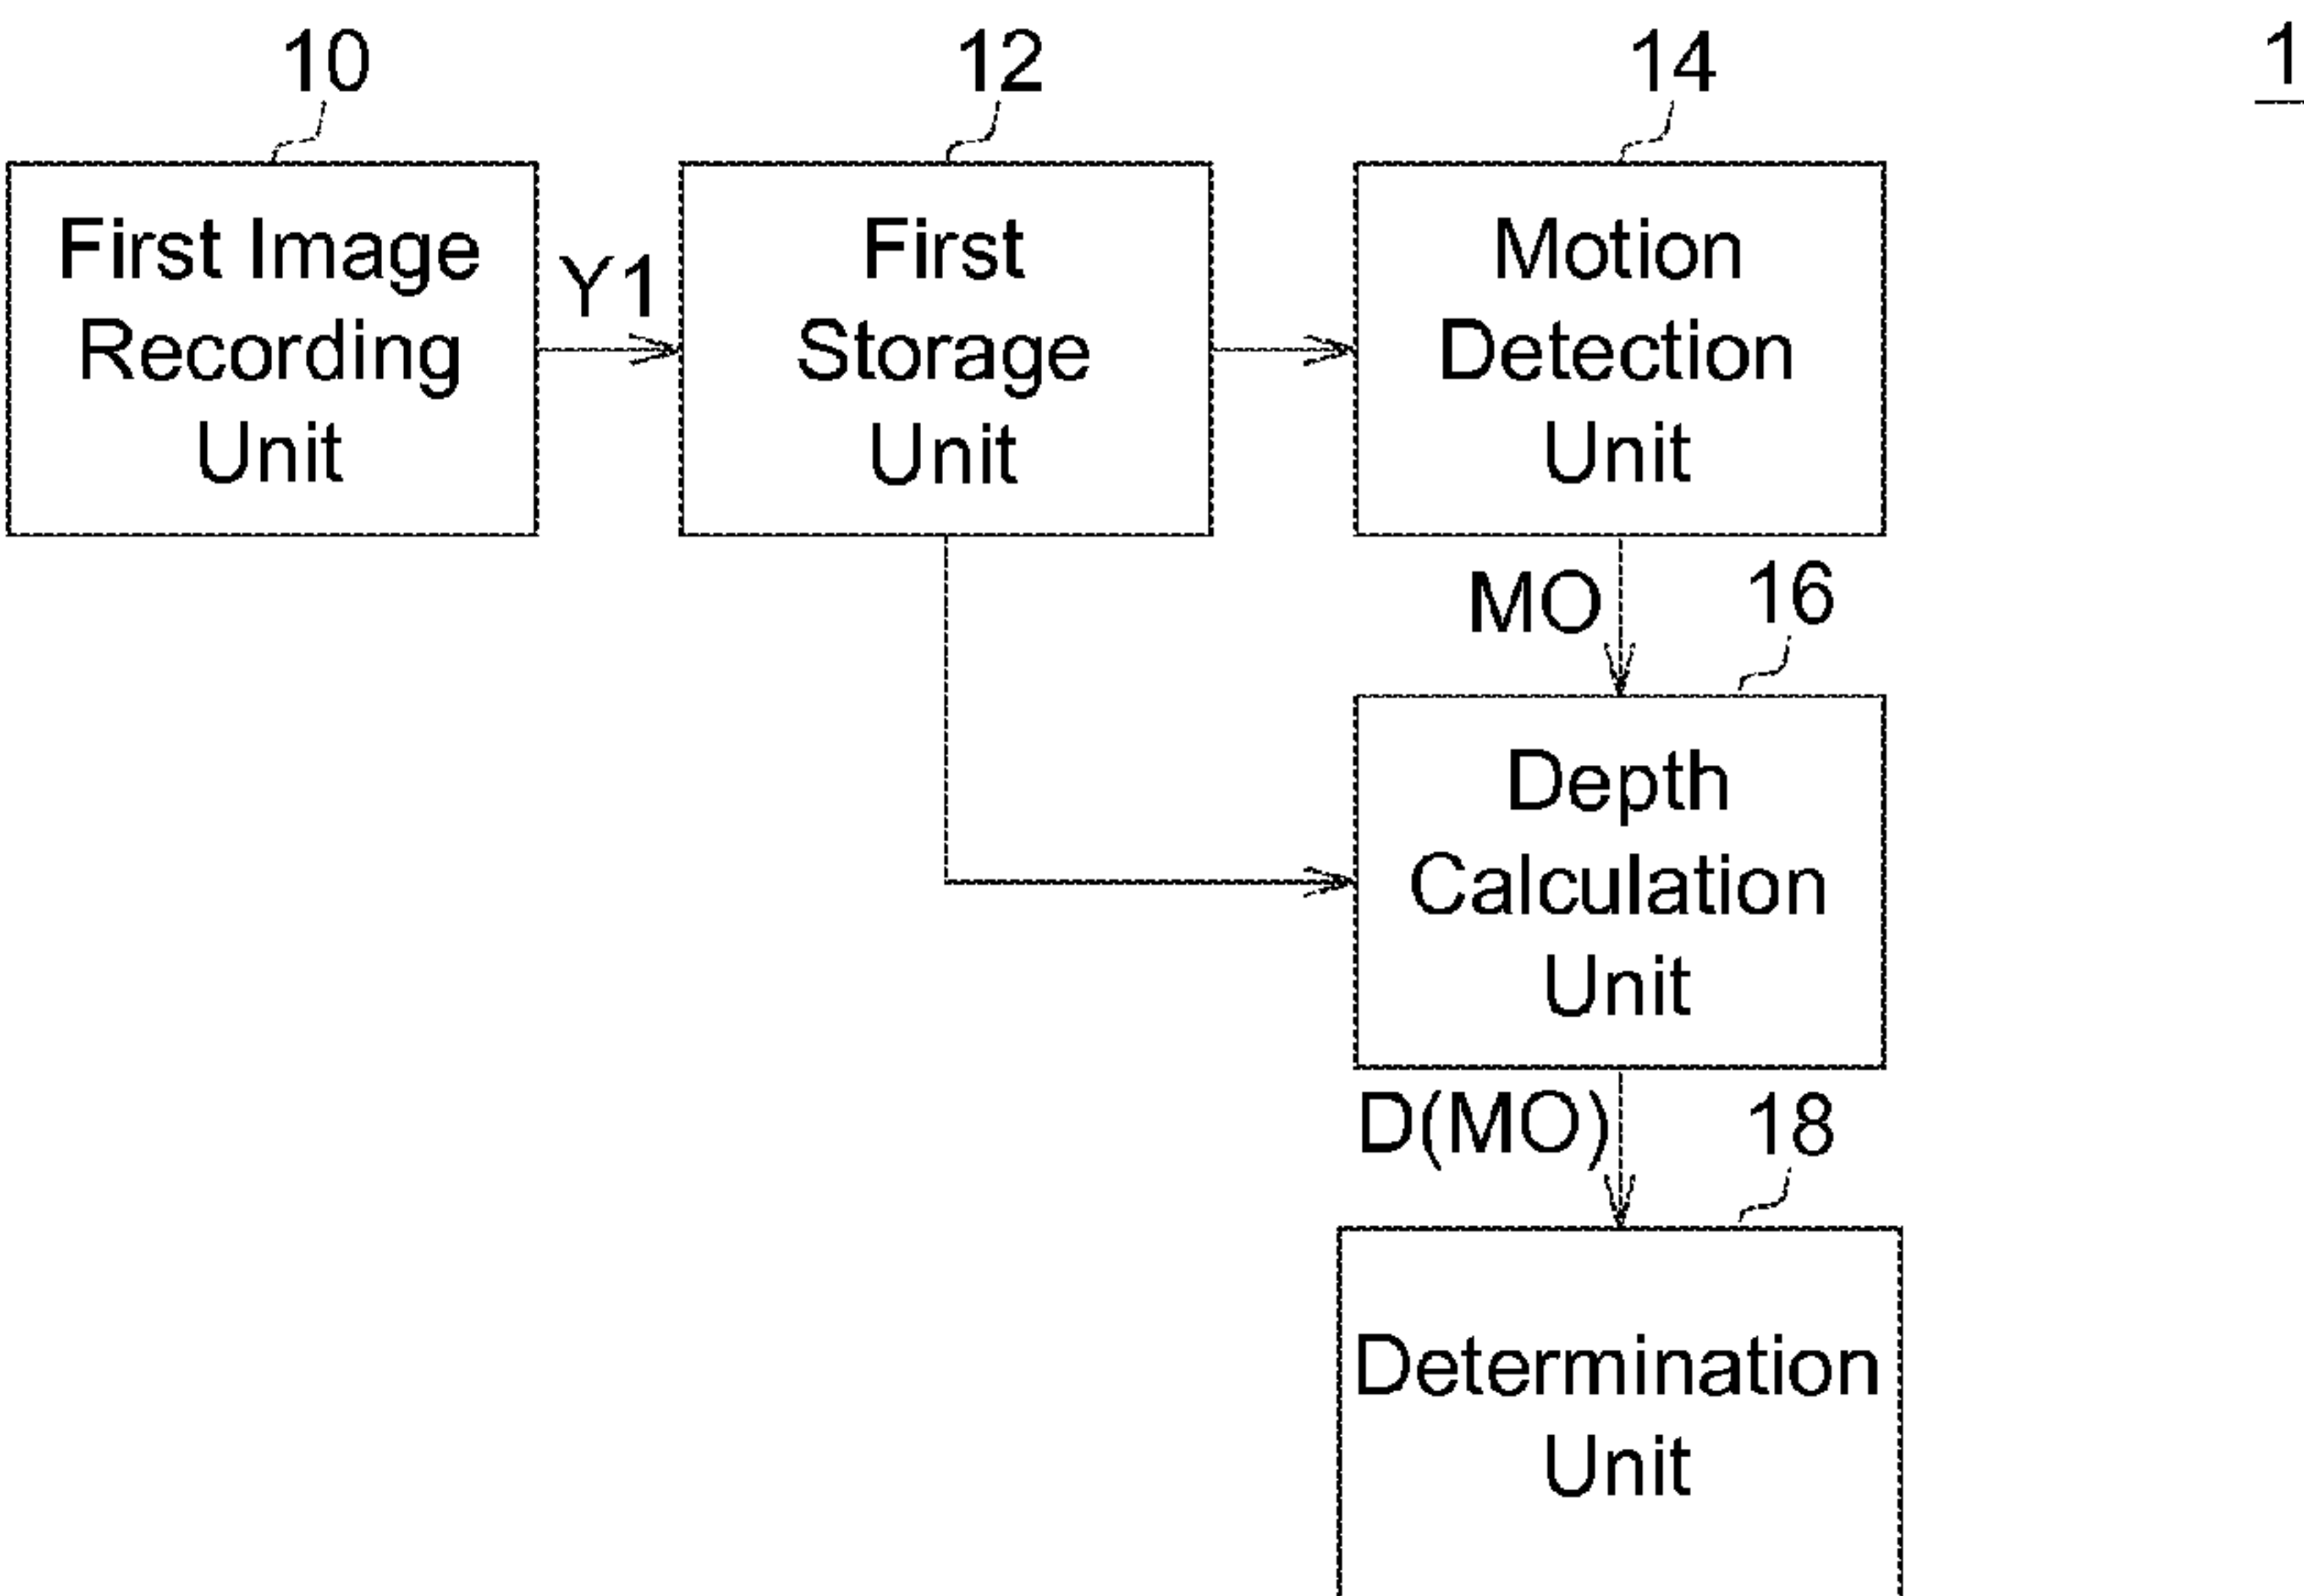 10
12
14
1
First Image
Recording
Unit
Y1
First
Storage
Unit
Motion
Detection
Unit
MO
16
Depth
Calculation
Unit
D(MO)
18
Determination
Unit